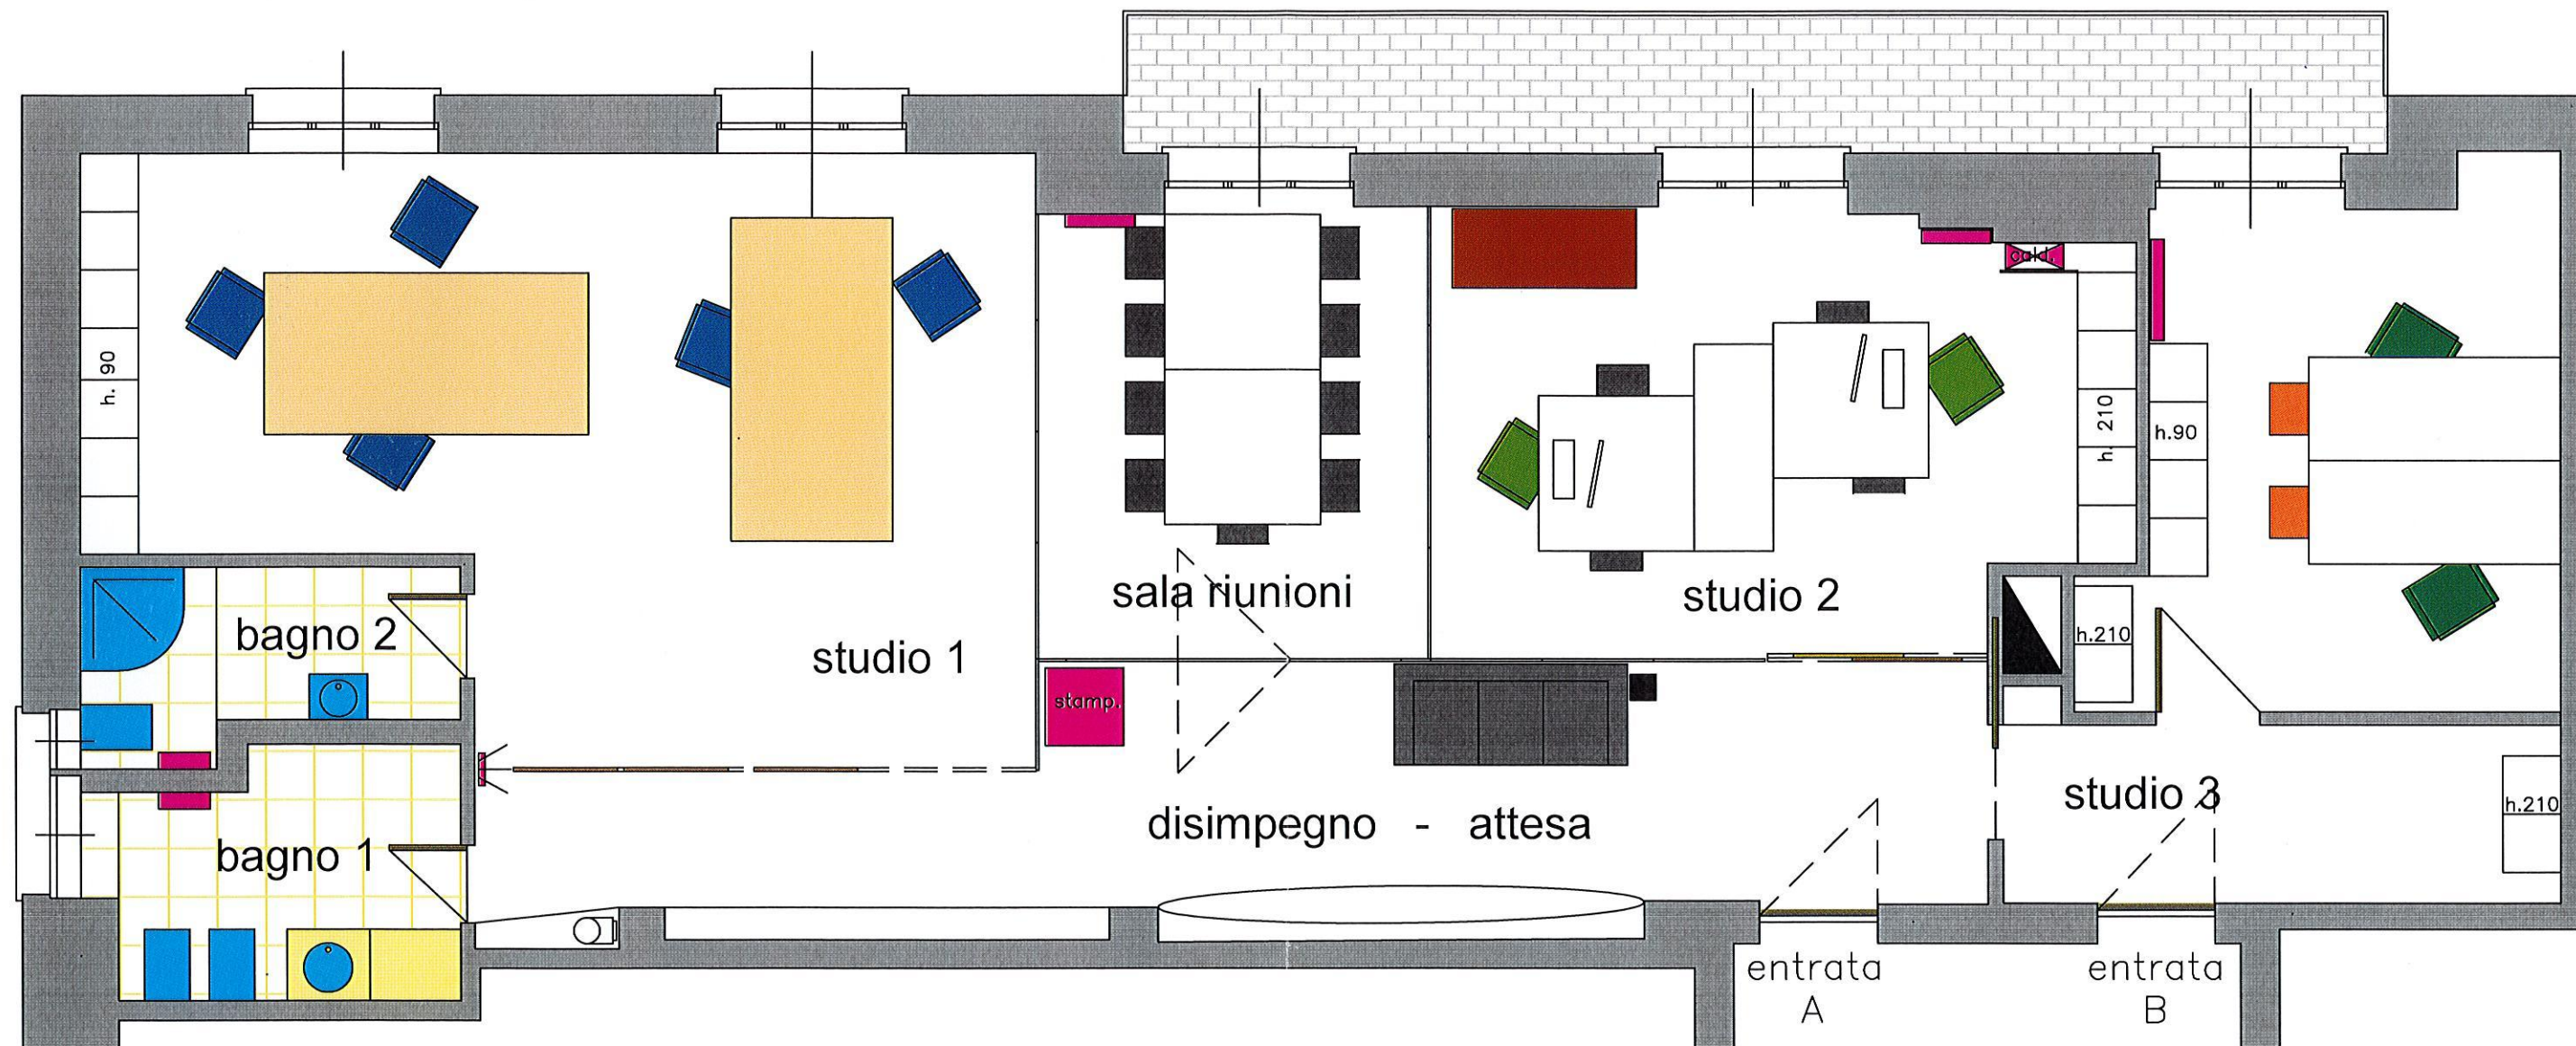 cald.
h. 90
h. 210
h.90
sala riunioni
studio 2
bagno 2
h.210
studio 1
stamp.
studio 3
h.210
disimpegno - attesa
bagno 1
entrata
A
entrata
B